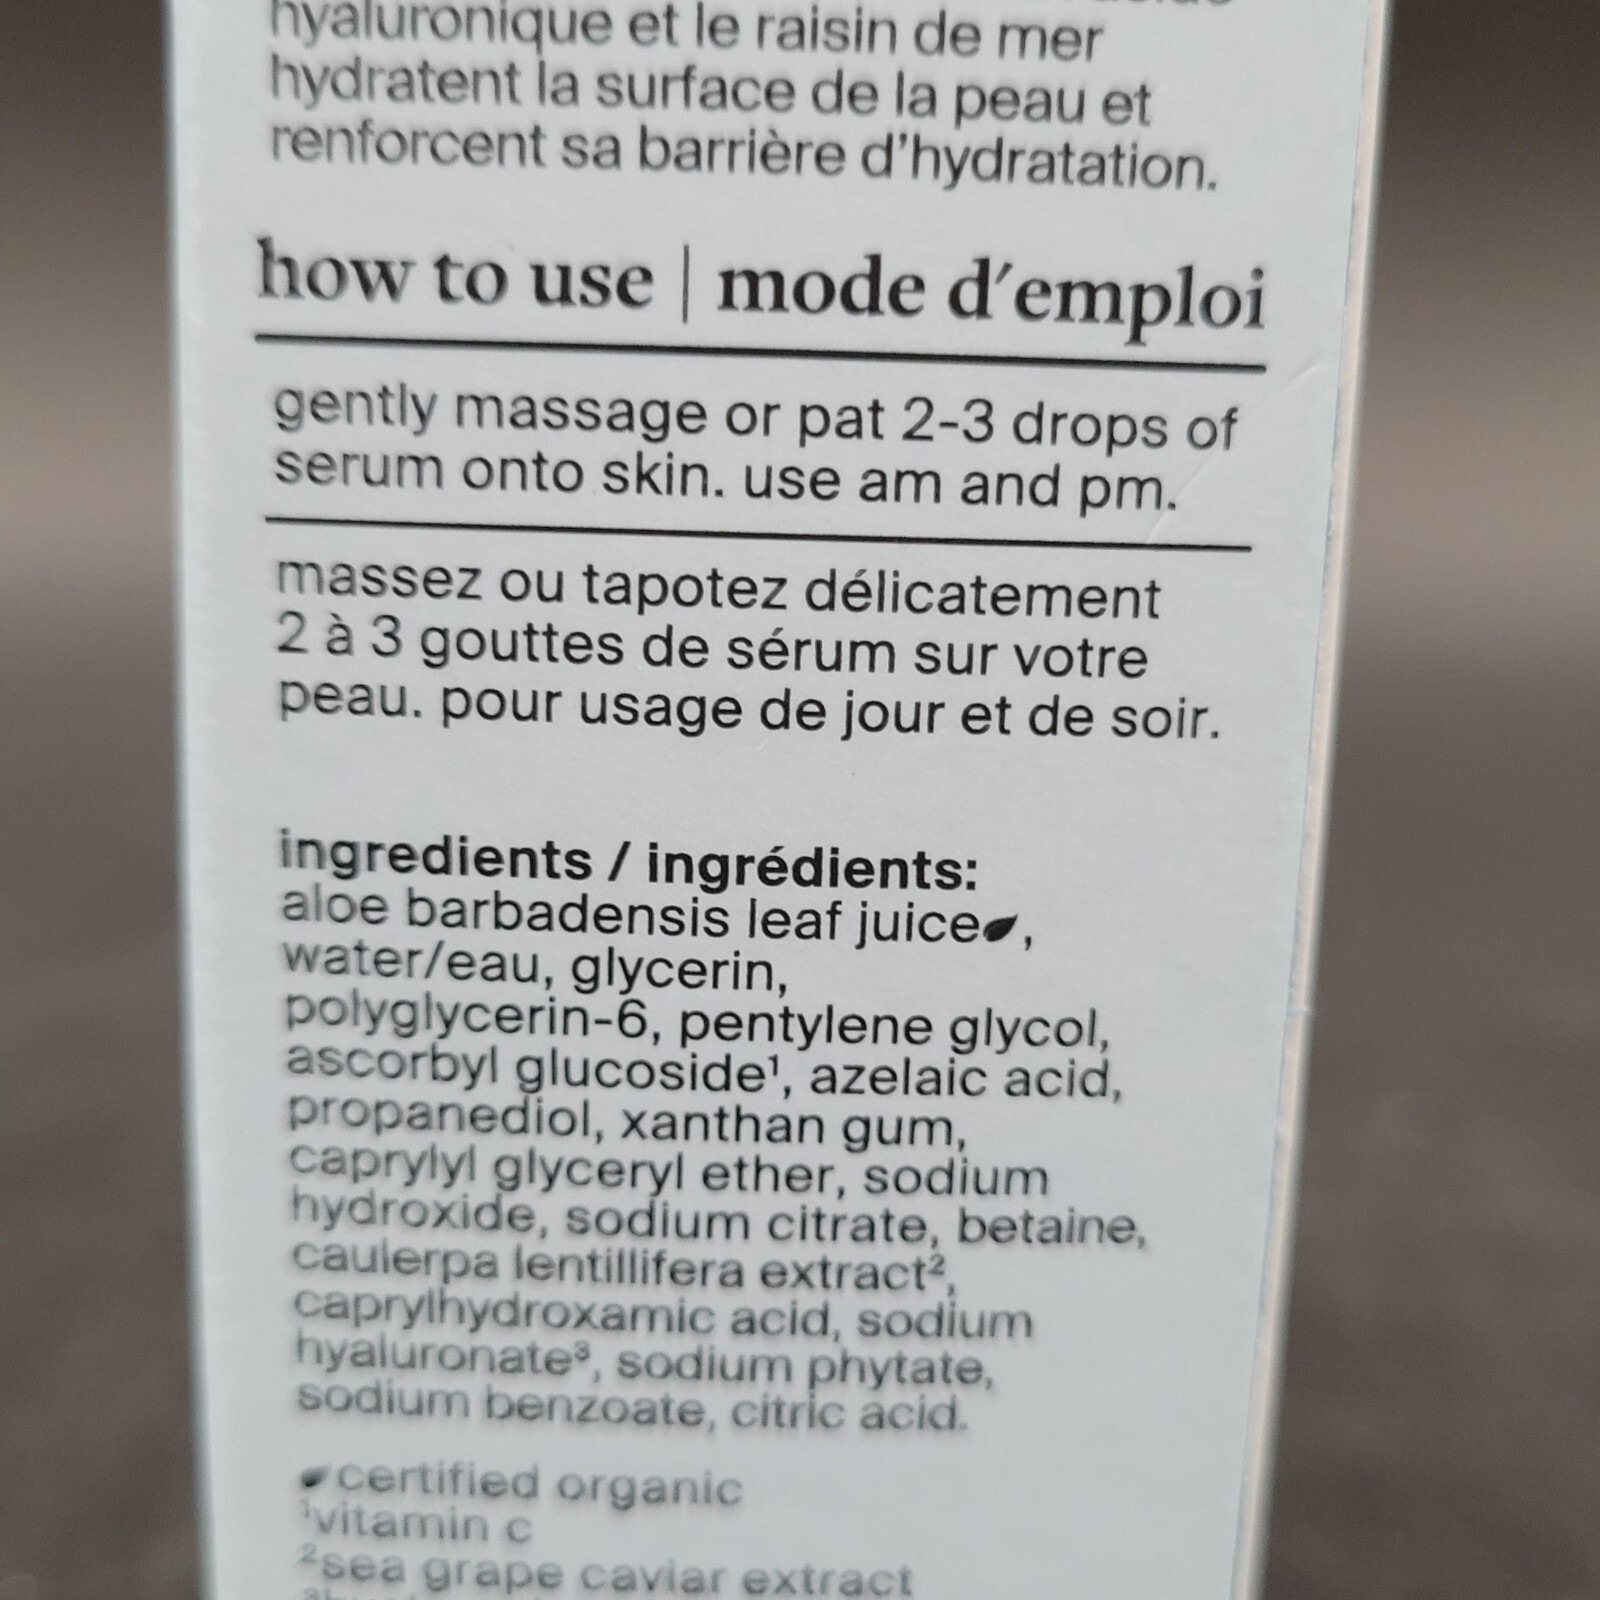 hyaluronique et le raisin de mer
hydratent la surface de la peau et
renforcent sa barrière d'hydratation.
how to use | mode d'emploi
gently massage or pat 2-3 drops of
serum onto skin. use am and pm.
massez ou tapotez délicatement
2 à 3 gouttes de sérum sur votre
peau. pour usage de jour et de soir.
ingredients / ingrédients:
aloe barbadensis leaf juice,
water/eau, glycerin,
polyglycerin-6, pentylene glycol,
ascorbyl glucoside¹, azelaic acid,
propanediol, xanthan gum,
caprylyl glyceryl ether, sodium
hydroxide, sodium citrate, betaine,
caulerpa lentillifera extract²,
caprylhydroxamic acid, sodium
hyaluronate³, sodium phytate,
sodium benzoate, citric acid.
certified organic
¹vitamin c
²sea grape caviar extract